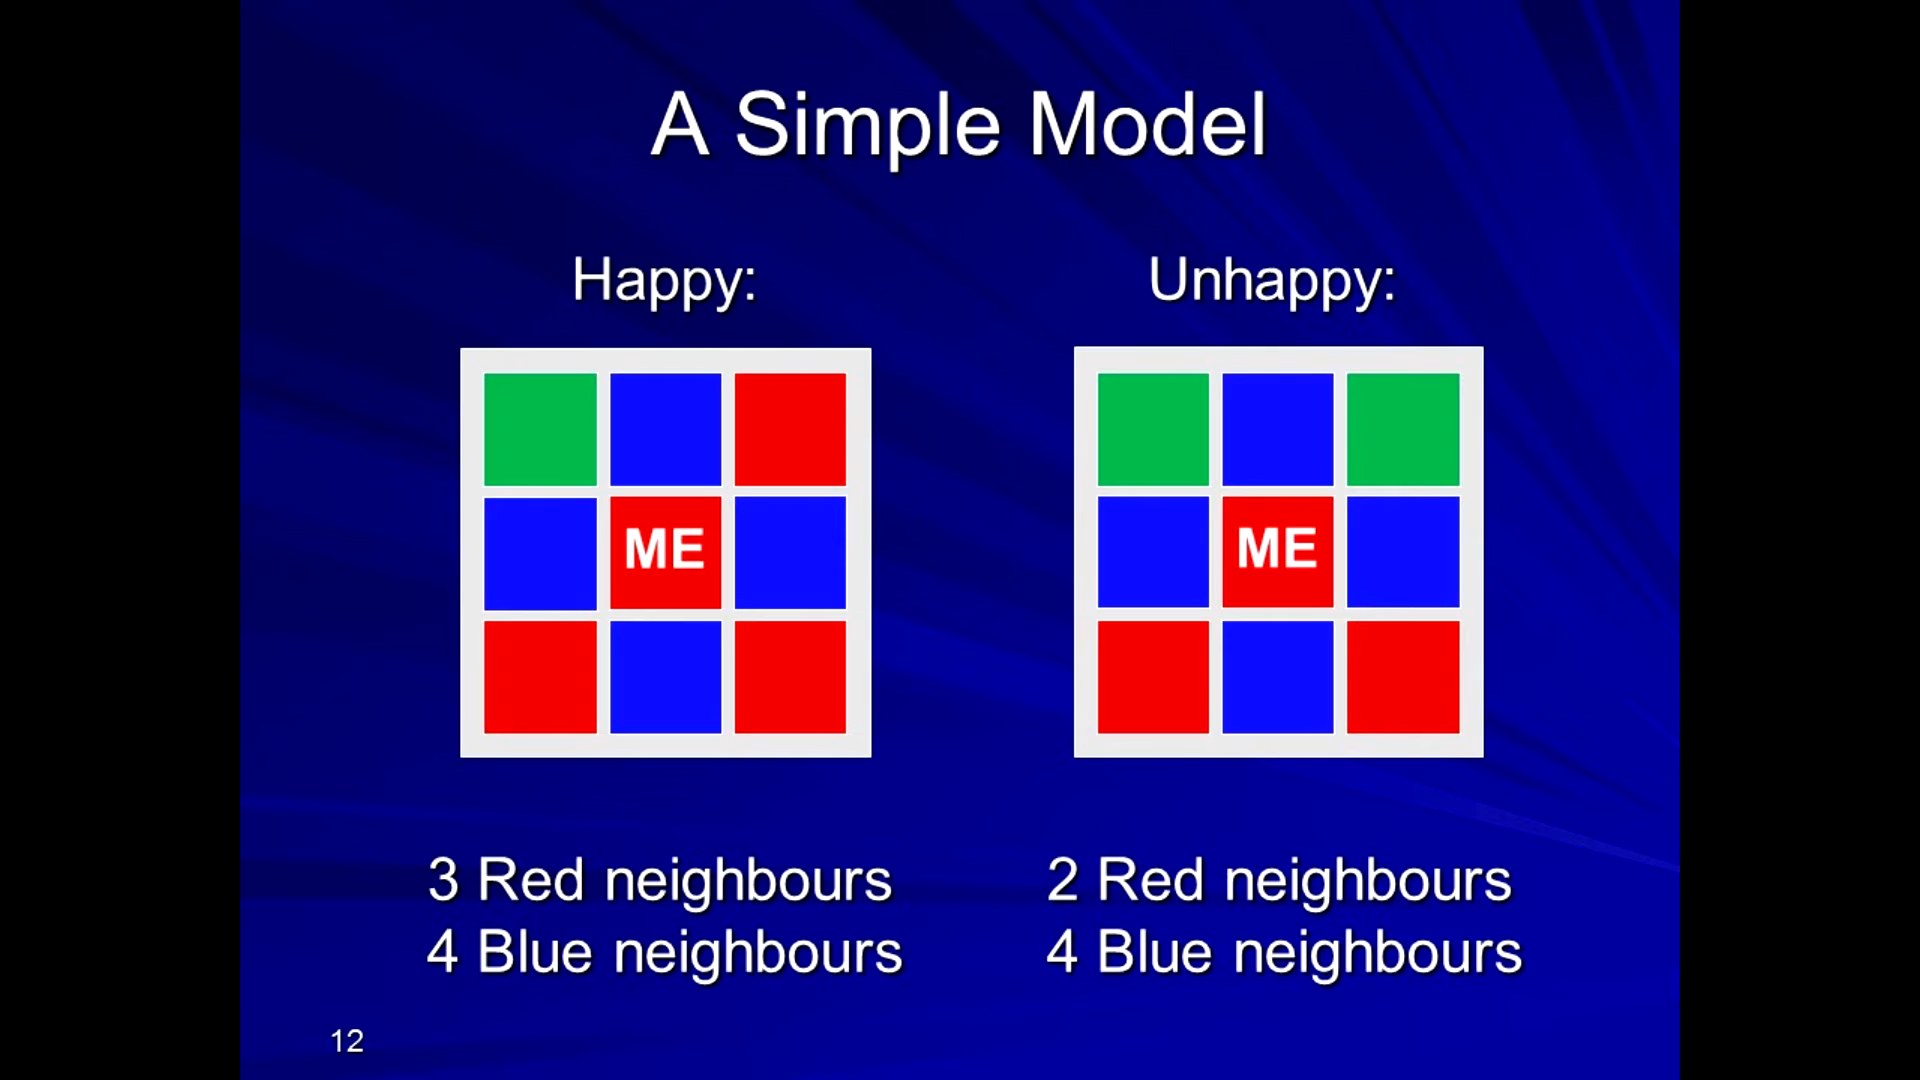 A Simple Model
Happy:
Unhappy:
ME
ME
3 Red neighbours
4 Blue neighbours
2 Red neighbours
4 Blue neighbours
12